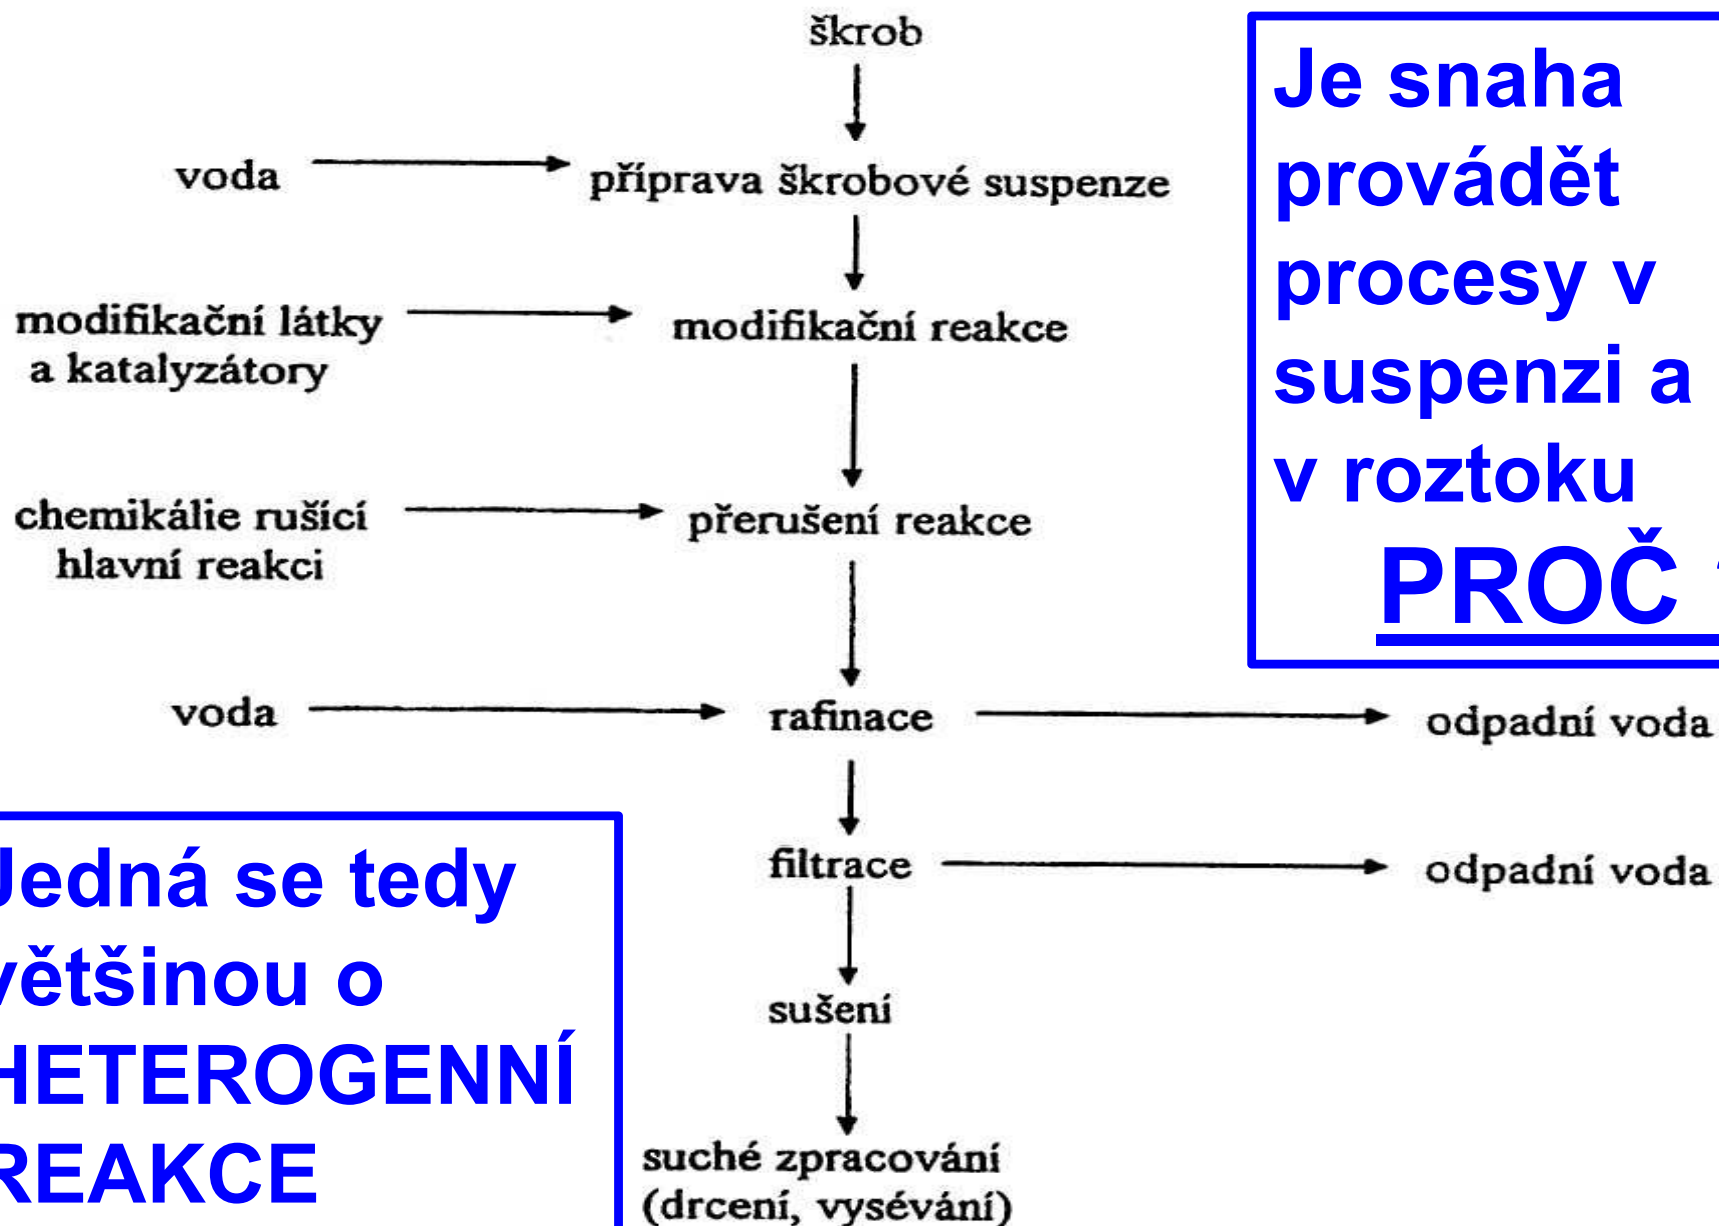 škrob
voda
příprava škrobové suspenze
modifikační látky
a katalyzátory
modifikační reakce
chemikálie rušící
hlavní reakci
přerušení reakce
voda
rafinace
odpadní voda
filtrace
odpadní voda
sušení
suché zpracování
(drcení, vysévání)
Je snaha
provádět
procesy v
suspenzi a
v roztoku
PROČ
Jedná se tedy
většinou o
HETEROGENNÍ
REAKCE